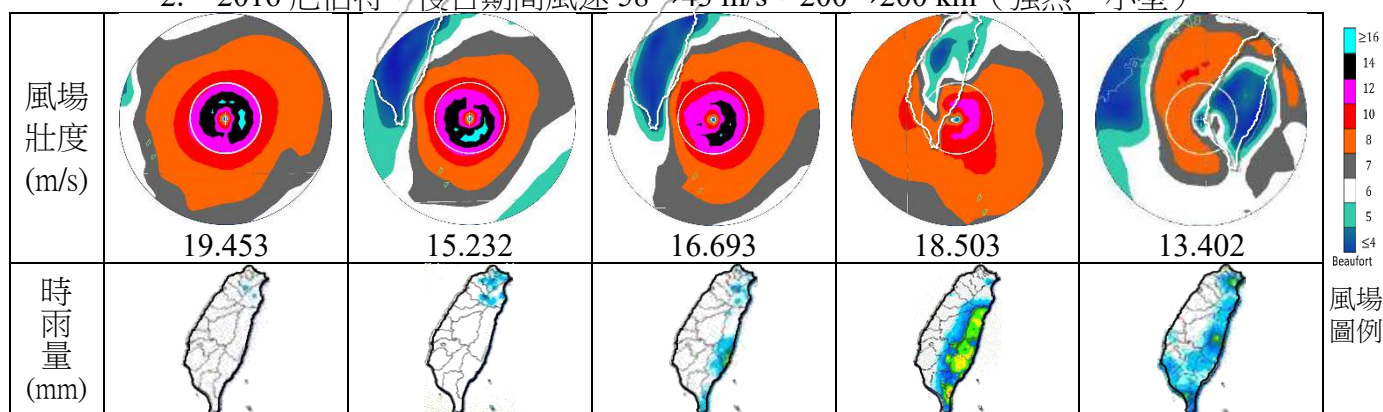 2. 2016 尼伯特,侵台期間風速 58→45 m/s,200→200 km(強烈、小型)
風場
壯度
(m/s)
19.453
15.232
16.693
18.503
13.402
≥16
14
12
10
8
7
6
5
≤4
Beaufort
風場
圖例
時
雨
量
(mm)